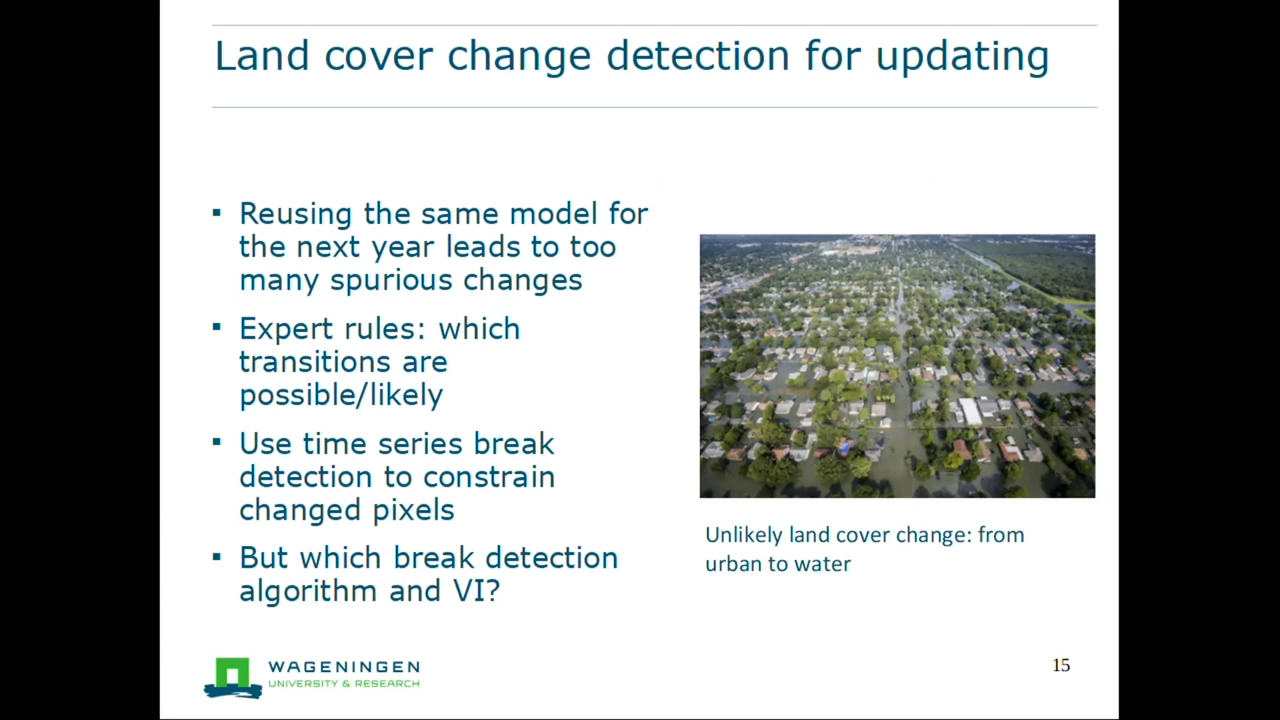 Land cover change detection for updating
▪ Reusing the same model for
the next year leads to too
many spurious changes
▪ Expert rules: which
transitions are
possible/likely
▪ Use time series break
detection to constrain
changed pixels
▪ But which break detection
algorithm and VI?
Unlikely land cover change: from
urban to water
WAGENINGEN
UNIVERSITY & RESEARCH
15